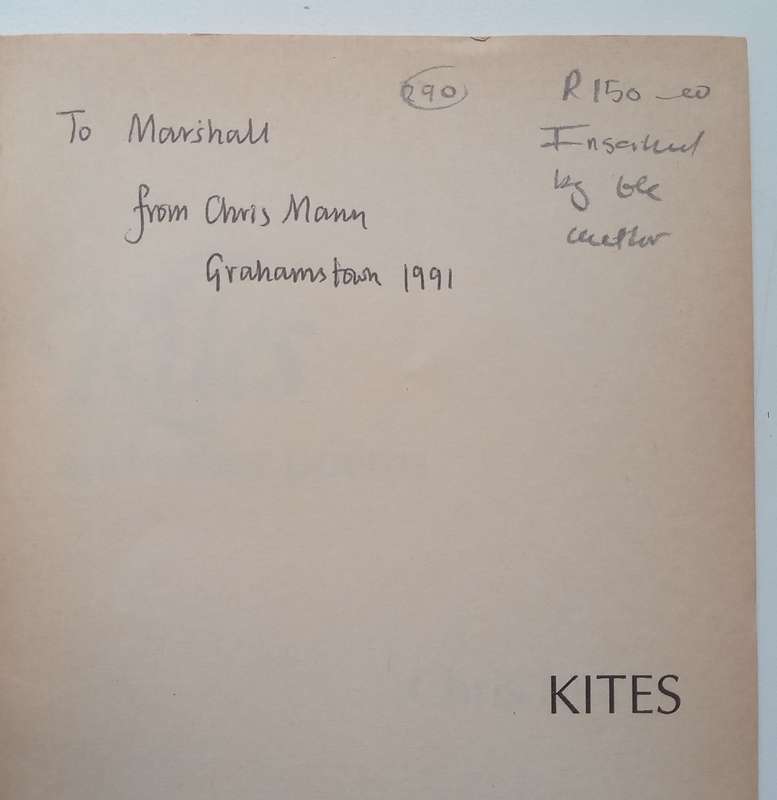 To Marshall
from Chris Mann
Grahamstown 1991
290
R150-00
Inscribed
by the
author
KITES